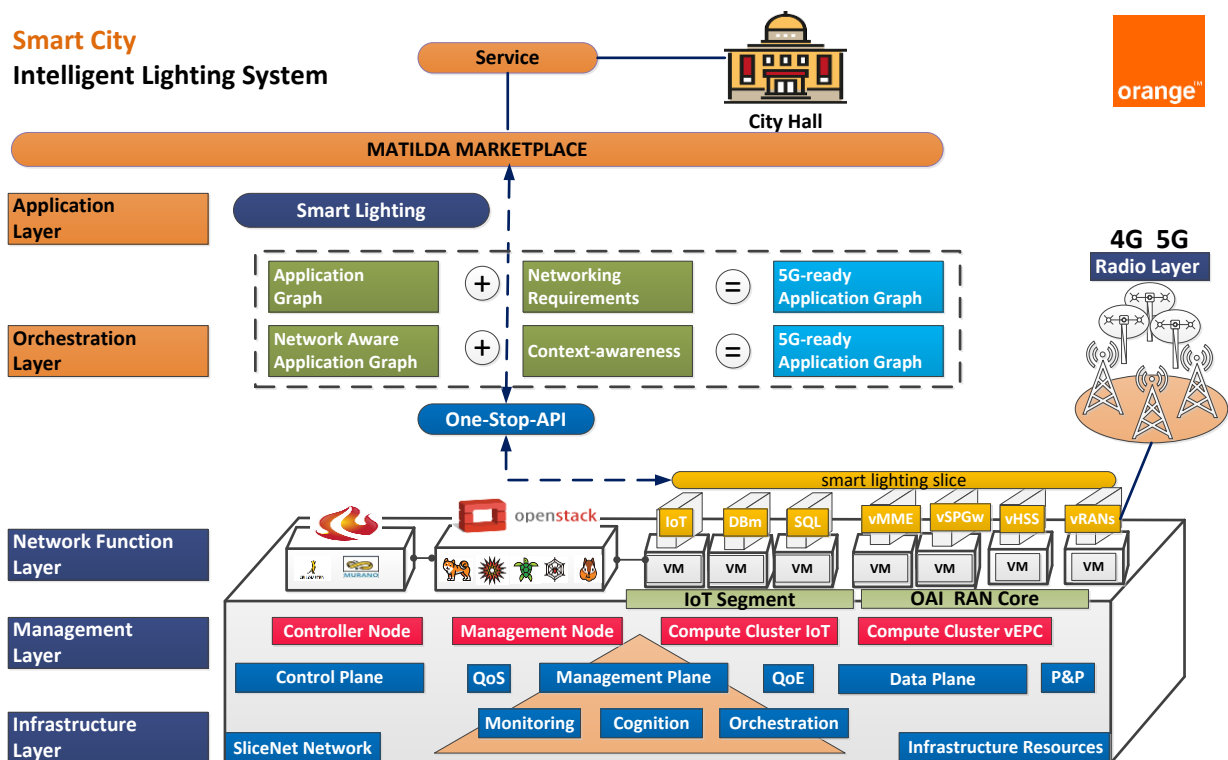 Smart City
Intelligent Lighting System
Service
City Hall
orange™
MATILDA MARKETPLACE
Application
Layer
Smart Lighting
4G 5G
Radio Layer
Application
Graph
+
Networking
Requirements
=
5G-ready
Application Graph
Orchestration
Layer
Network Aware
Application Graph
+
Context-awareness
=
5G-ready
Application Graph
One-Stop-API
smart lighting slice
openstack
IoT
DBm
SQL
vMME
vSPGw
vHSS
vRANs
Network Function
Layer
MURANO
VM
VM
VM
VM
VM
VM
VM
IoT Segment
OAI RAN Core
Management
Layer
Controller Node
Management Node
Compute Cluster IoT
Compute Cluster vEPC
Control Plane
QoS
Management Plane
QoE
Data Plane
P&P
Infrastructure
Layer
Monitoring
Cognition
Orchestration
SliceNet Network
Infrastructure Resources